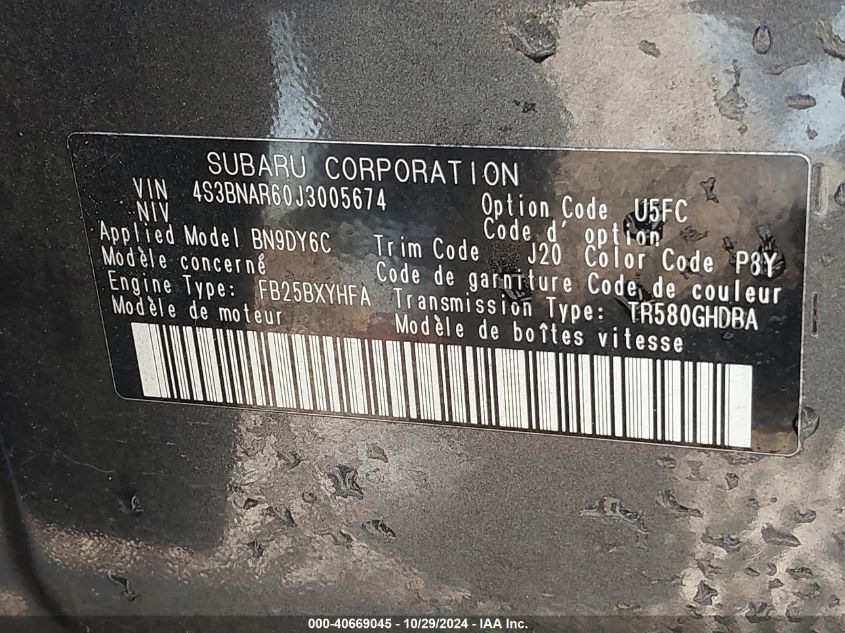 SUBARU CORPORATION
VIN 4S3BNAR60J3005674 Option Code U5FC
NIV Code d' option
Applied Model BN9DY6C Trim Code J20 Color Code P8Y
Modèle concerné Code de garniture Code de couleur
Engine Type: FB25BXYHFA Transmission Type: TR580GHDBA
Modèle de moteur Modèle de boîtes vitesse
000-40669045 - 10/29/2024 - IAA Inc.